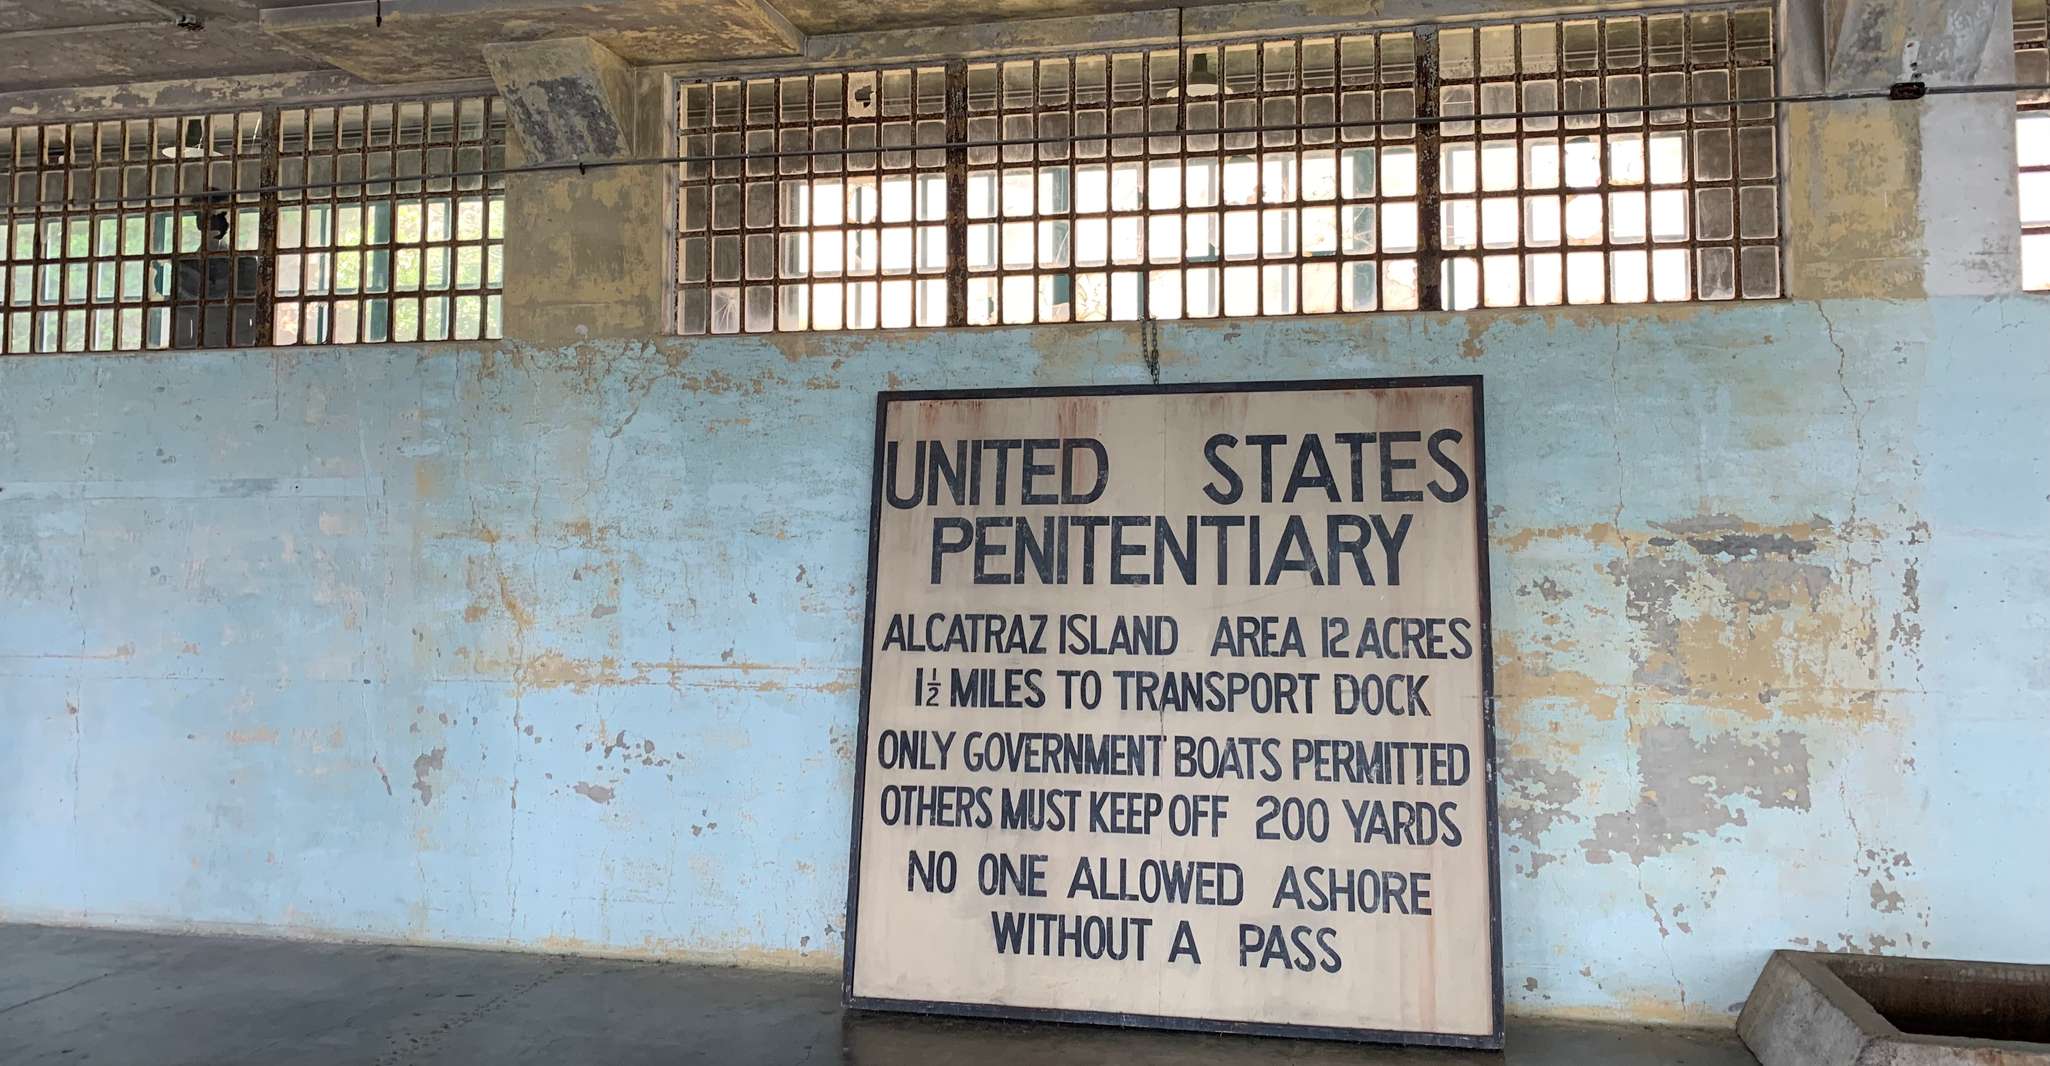 UNITED STATES
PENITENTIARY
ALCATRAZ ISLAND AREA 12 ACRES
1½ MILES TO TRANSPORT DOCK
ONLY GOVERNMENT BOATS PERMITTED
OTHERS MUST KEEP OFF 200 YARDS
NO ONE ALLOWED ASHORE
WITHOUT A PASS